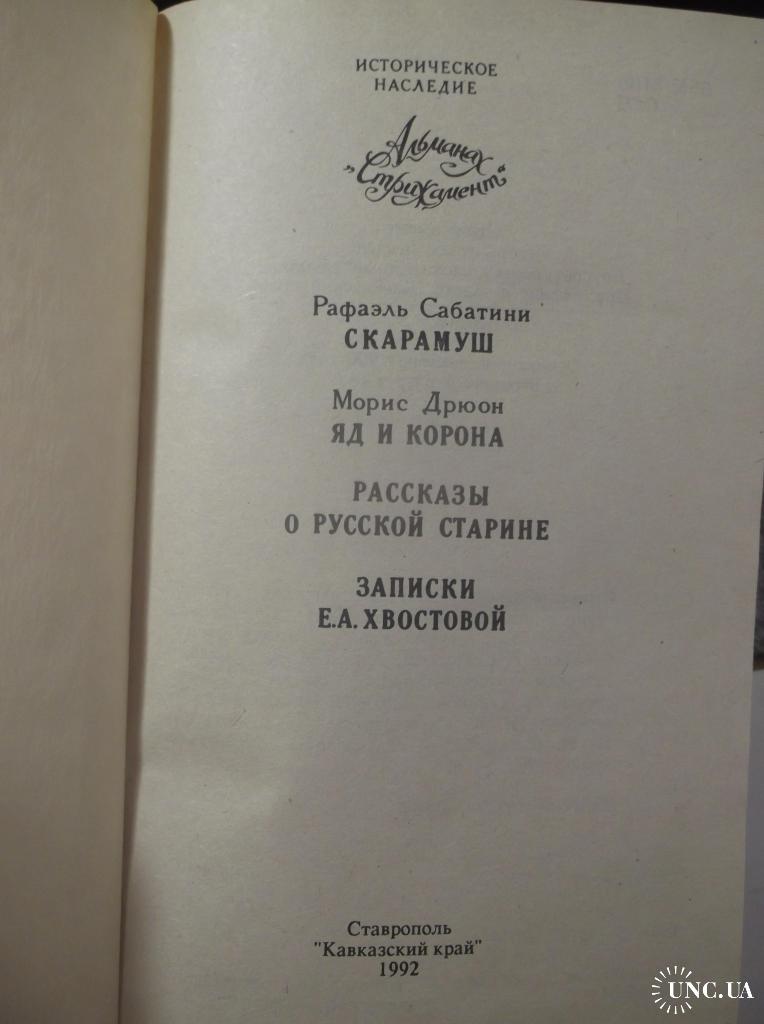 ИСТОРИЧЕСКОЕ
НАСЛЕДИЕ
Альманах
„Стрижамент“
Рафаэль Сабатини
СКАРАМУШ
Морис Дрюон
ЯД И КОРОНА
РАССКАЗЫ
О РУССКОЙ СТАРИНЕ
ЗАПИСКИ
Е.А.ХВОСТОВОЙ
Ставрополь
"Кавказский край"
1992
UNC.UA